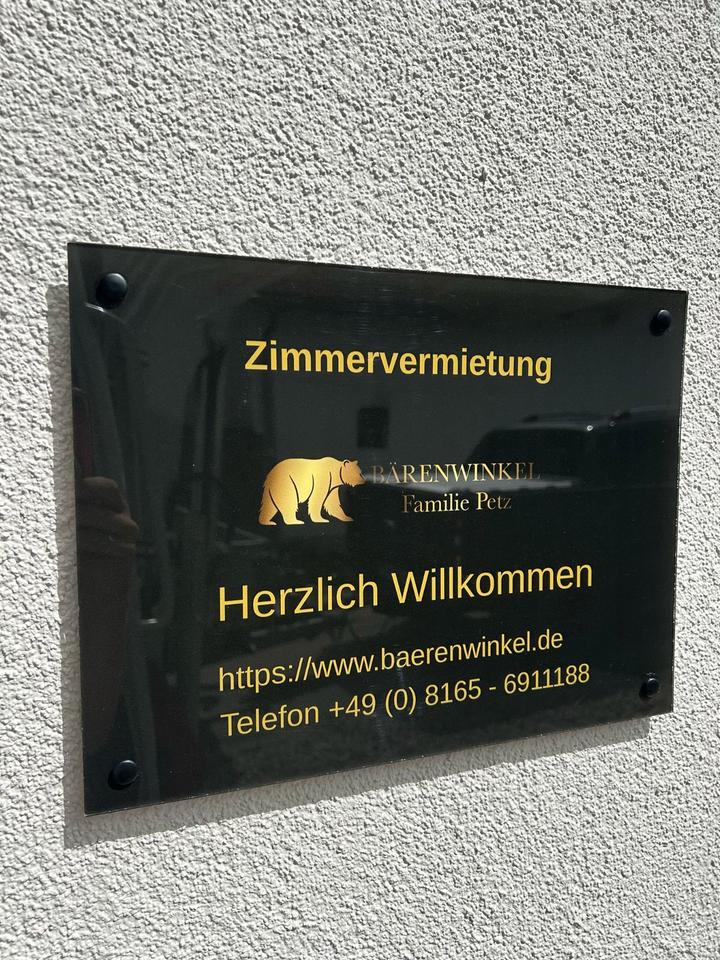 Zimmervermietung
BÄRENWINKEL
Familie Petz
Herzlich Willkommen
https://www.baerenwinkel.de
Telefon +49 (0) 8165 - 6911188